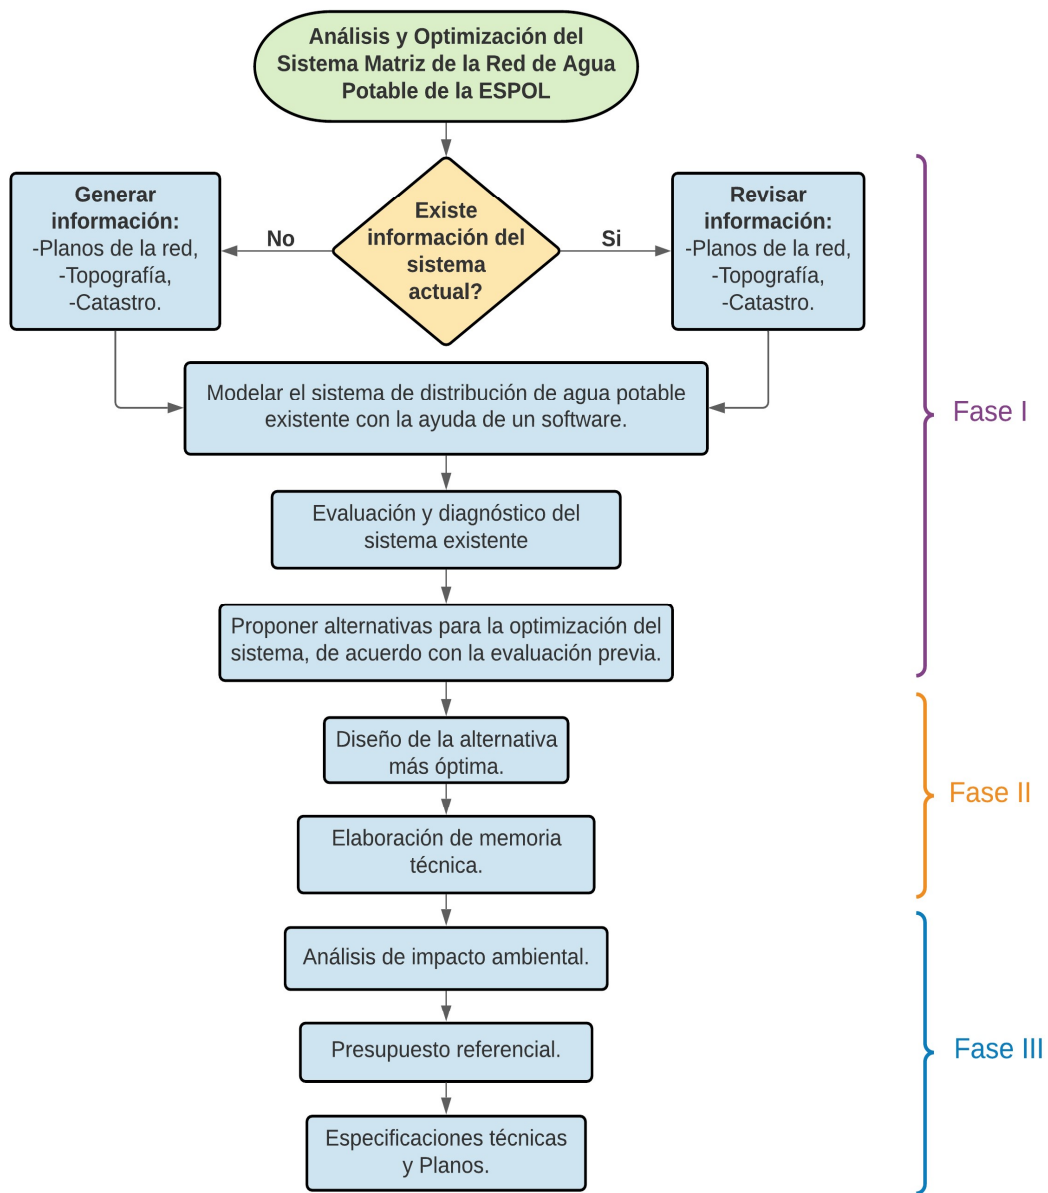 Análisis y Optimización del
Sistema Matriz de la Red de Agua
Potable de la ESPOL
Existe
información del
sistema
actual?
No
Si
Generar
información:
-Planos de la red,
-Topografía,
-Catastro.
Revisar
información:
-Planos de la red,
-Topografía,
-Catastro.
Modelar el sistema de distribución de agua potable
existente con la ayuda de un software.
Evaluación y diagnóstico del
sistema existente
Proponer alternativas para la optimización del
sistema, de acuerdo con la evaluación previa.
Fase I
Diseño de la alternativa
más óptima.
Elaboración de memoria
técnica.
Fase II
Análisis de impacto ambiental.
Presupuesto referencial.
Especificaciones técnicas
y Planos.
Fase III